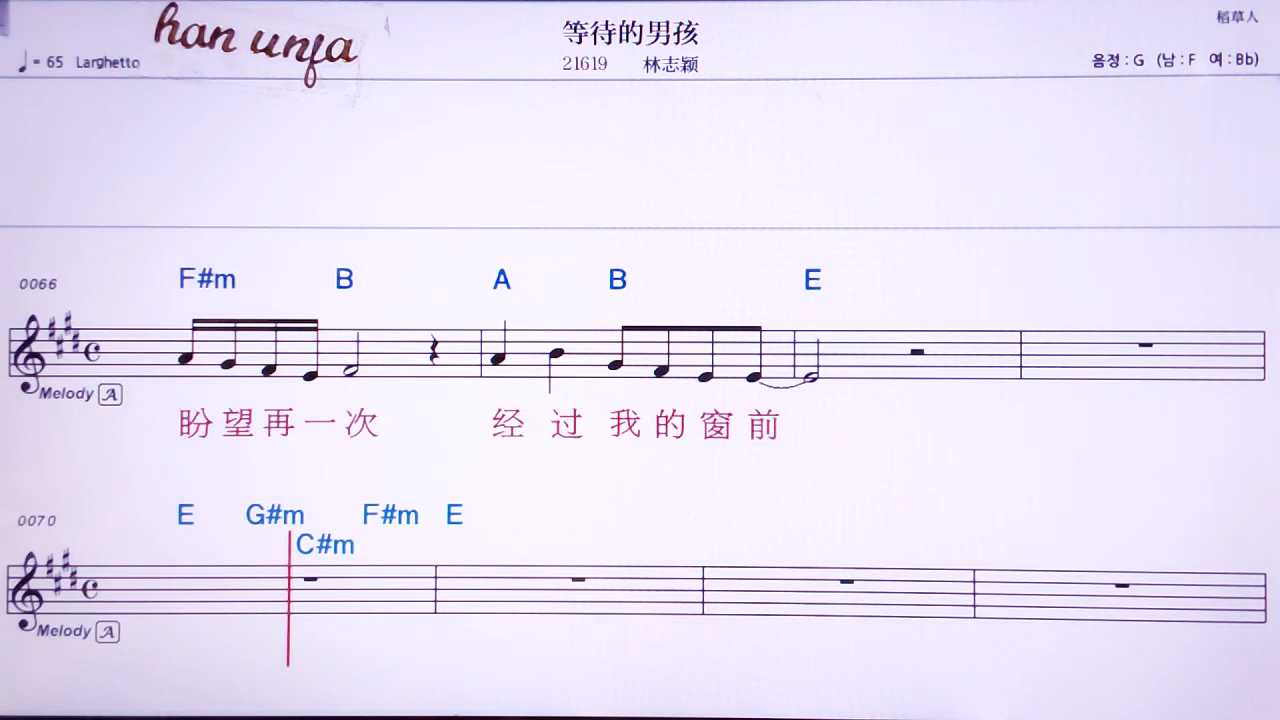 han unfa
等待的男孩
稻草人
♩= 65 Larghetto
21619 林志颖
음정 : G (남 : F 여 : Bb)
0066
F#m B A B E
Melody A
盼望再一次 经过我的窗前
0070
E G#m F#m E
C#m
Melody A